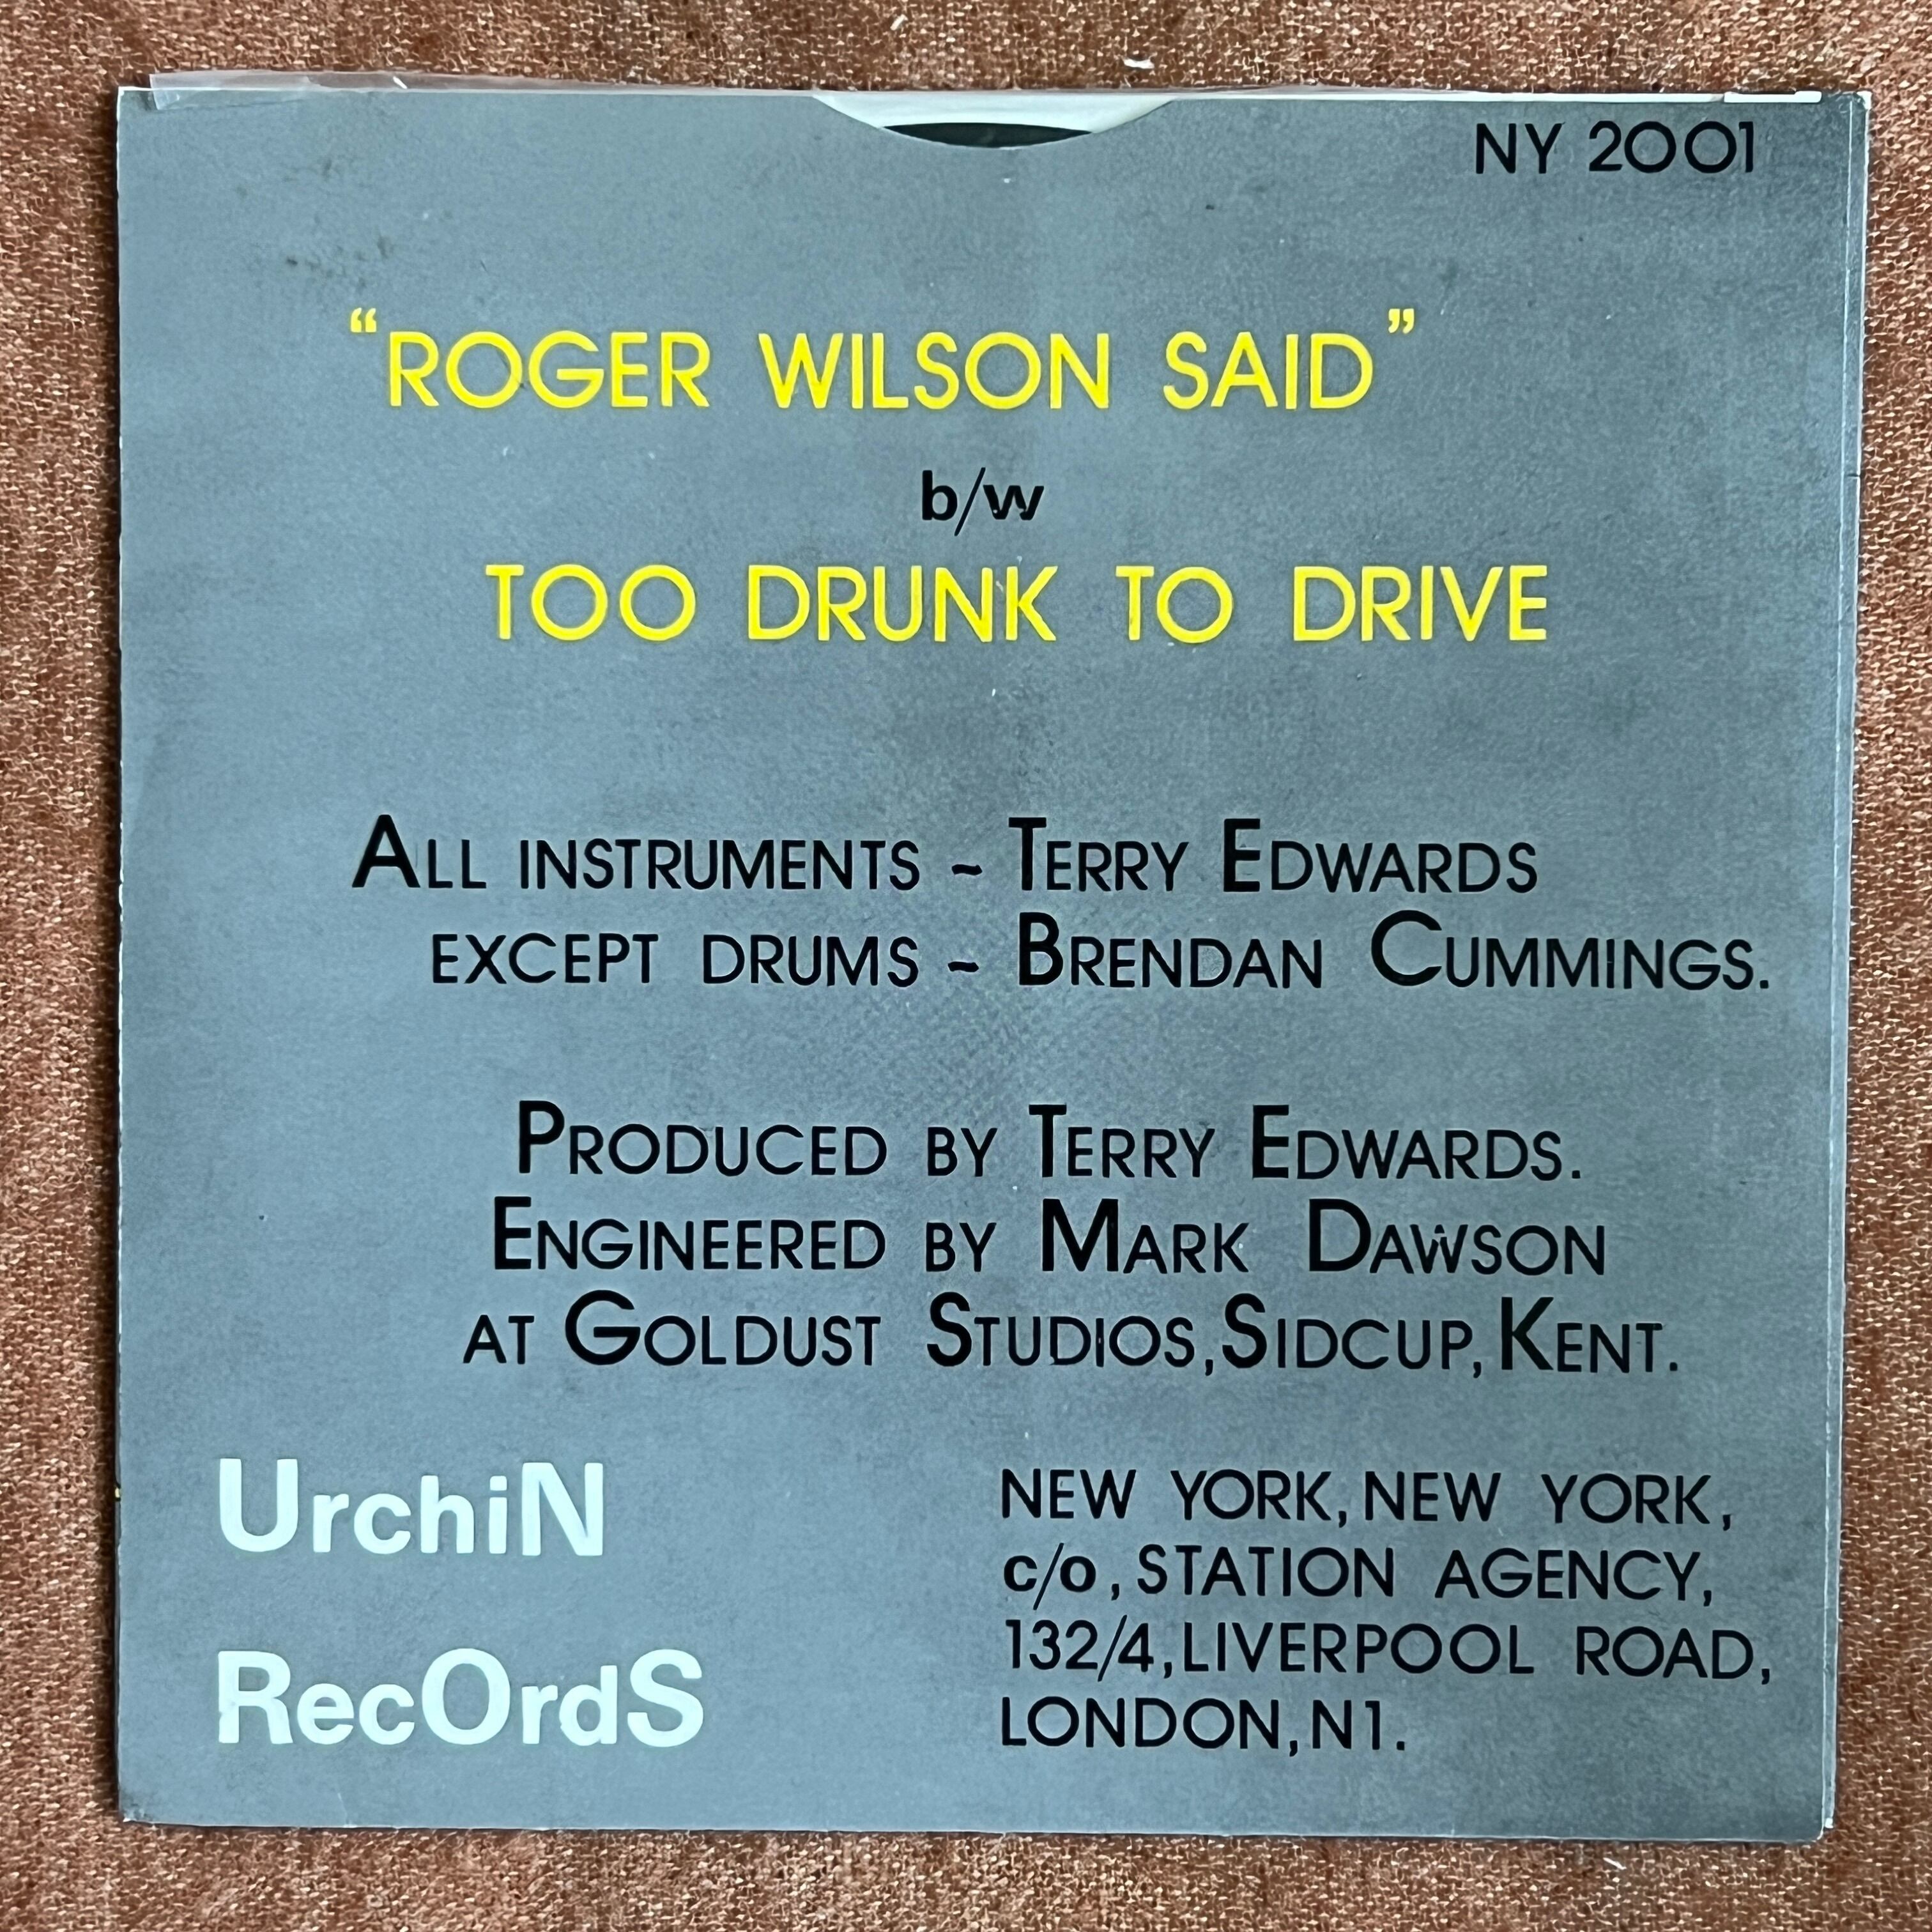 NY 2001
“ROGER WILSON SAID”
b/w
TOO DRUNK TO DRIVE
ALL INSTRUMENTS ~ TERRY EDWARDS
EXCEPT DRUMS ~ BRENDAN CUMMINGS.
PRODUCED BY TERRY EDWARDS.
ENGINEERED BY MARK DAWSON
AT GOLDUST STUDIOS, SIDCUP, KENT.
UrchiN
RecOrdS
NEW YORK, NEW YORK,
c/o, STATION AGENCY,
132/4, LIVERPOOL ROAD,
LONDON, N1.